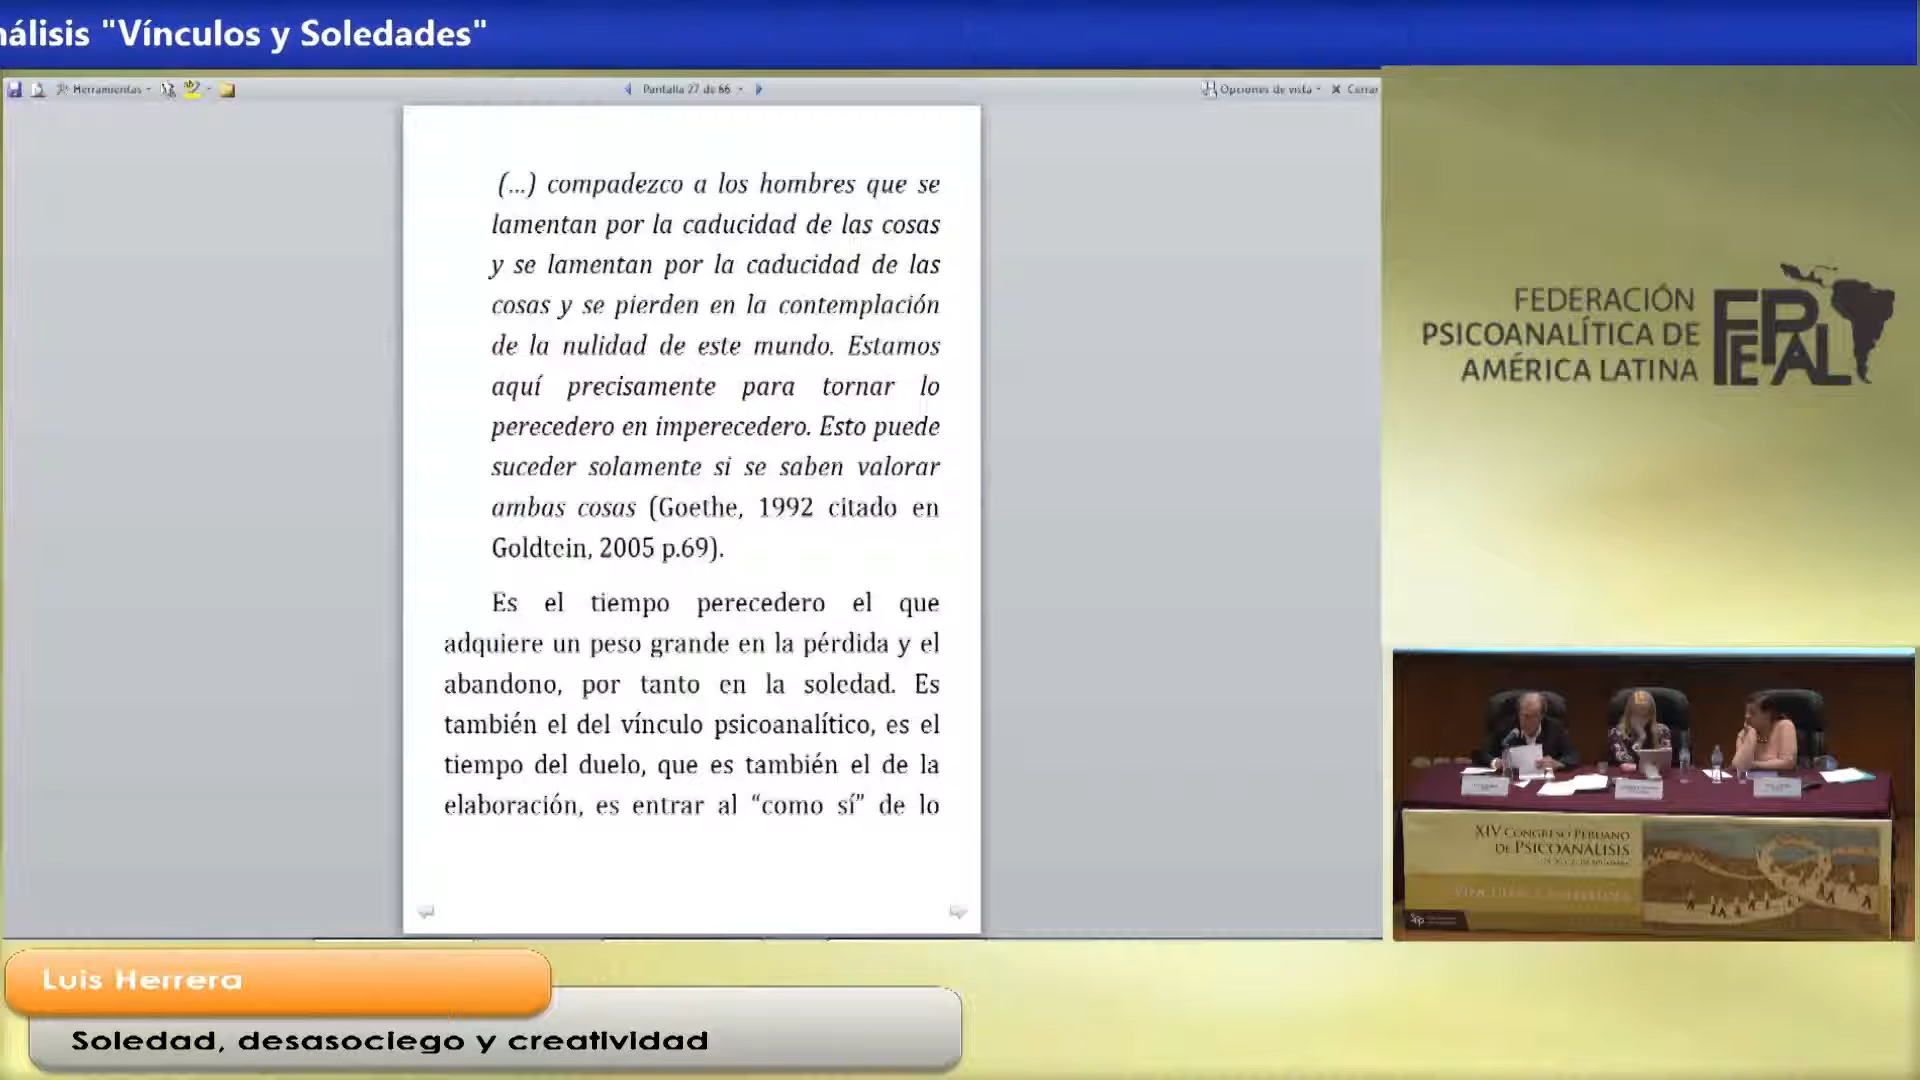 nálisis "Vínculos y Soledades"
Herramientas
Pantalla 27 de 66
Opciones de vista
Cerrar
(...) compadezco a los hombres que se
lamentan por la caducidad de las cosas
y se lamentan por la caducidad de las
cosas y se pierden en la contemplación
de la nulidad de este mundo. Estamos
aquí precisamente para tornar lo
perecedero en imperecedero. Esto puede
suceder solamente si se saben valorar
ambas cosas (Goethe, 1992 citado en
Goldtein, 2005 p.69).
Es el tiempo perecedero el que
adquiere un peso grande en la pérdida y el
abandono, por tanto en la soledad. Es
también el del vínculo psicoanalítico, es el
tiempo del duelo, que es también el de la
elaboración, es entrar al “como sí” de lo
FEDERACIÓN
PSICOANALÍTICA DE
AMÉRICA LATINA
FEPAL
XIV CONGRESO PERUANO
DE PSICOANÁLISIS
Luis Herrera
Soledad, desasociego y creatividad